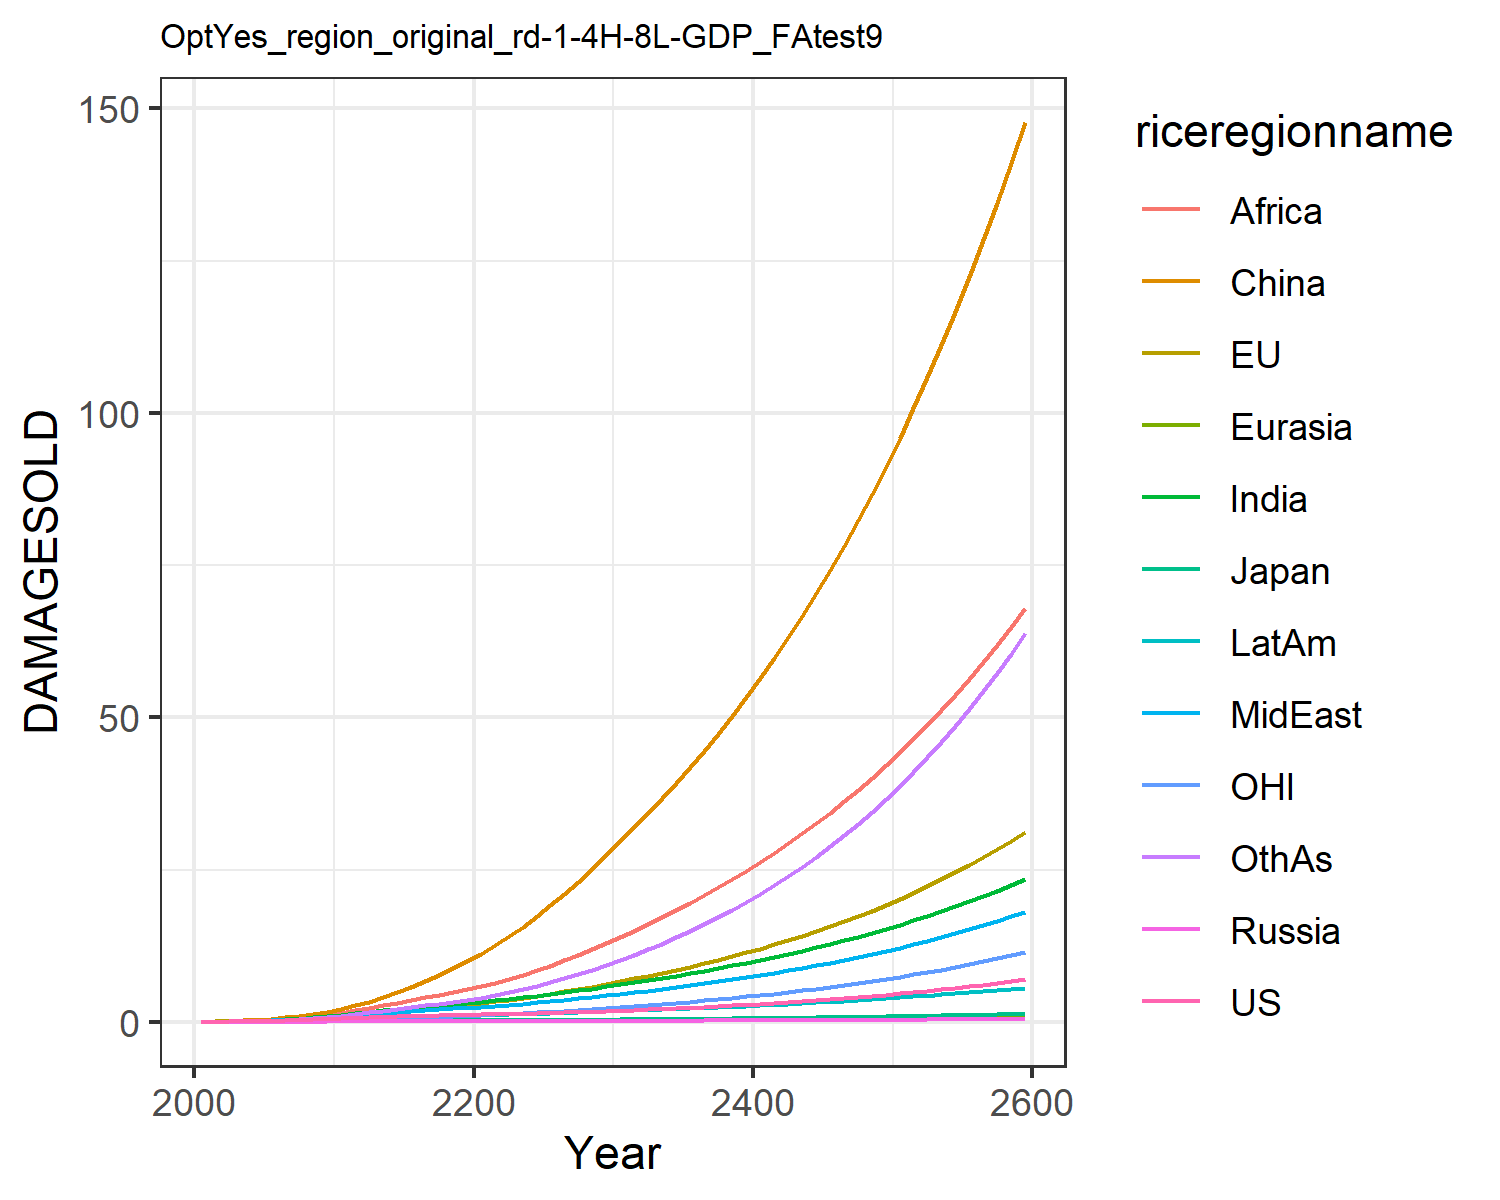 OptYes_region_original_rd-1-4H-8L-GDP_FAtest9
DAMAGESOLD
150
100
50
0
2000
2200
2400
2600
Year
riceregionname
Africa
China
EU
Eurasia
India
Japan
LatAm
MidEast
OHI
OthAs
Russia
US